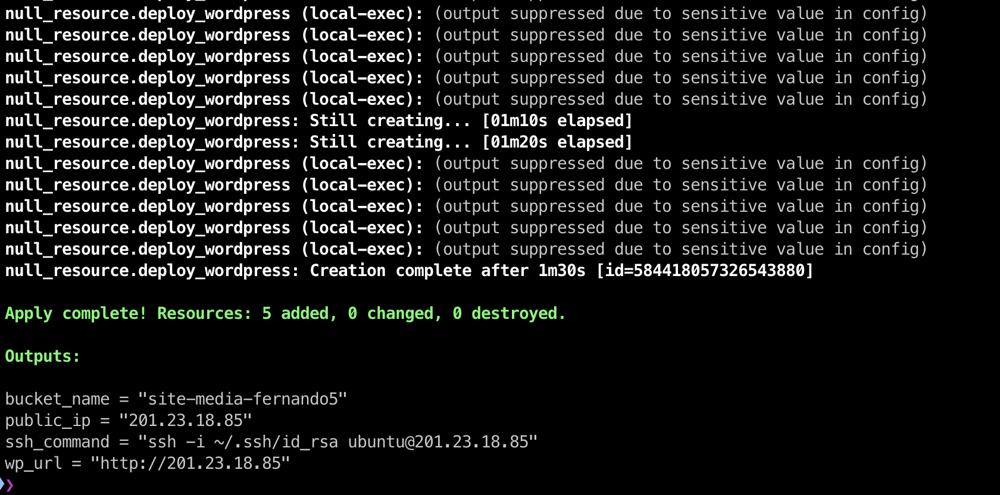 null_resource.deploy_wordpress (local-exec): (output suppressed due to sensitive value in config)
null_resource.deploy_wordpress (local-exec): (output suppressed due to sensitive value in config)
null_resource.deploy_wordpress (local-exec): (output suppressed due to sensitive value in config)
null_resource.deploy_wordpress (local-exec): (output suppressed due to sensitive value in config)
null_resource.deploy_wordpress (local-exec): (output suppressed due to sensitive value in config)
null_resource.deploy_wordpress: Still creating... [01m10s elapsed]
null_resource.deploy_wordpress: Still creating... [01m20s elapsed]
null_resource.deploy_wordpress (local-exec): (output suppressed due to sensitive value in config)
null_resource.deploy_wordpress (local-exec): (output suppressed due to sensitive value in config)
null_resource.deploy_wordpress (local-exec): (output suppressed due to sensitive value in config)
null_resource.deploy_wordpress (local-exec): (output suppressed due to sensitive value in config)
null_resource.deploy_wordpress (local-exec): (output suppressed due to sensitive value in config)
null_resource.deploy_wordpress: Creation complete after 1m30s [id=584418057326543880]
Apply complete! Resources: 5 added, 0 changed, 0 destroyed.
Outputs:
bucket_name = "site-media-fernando5"
public_ip = "201.23.18.85"
ssh_command = "ssh -i ~/.ssh/id_rsa ubuntu@201.23.18.85"
wp_url = "http://201.23.18.85"
❯